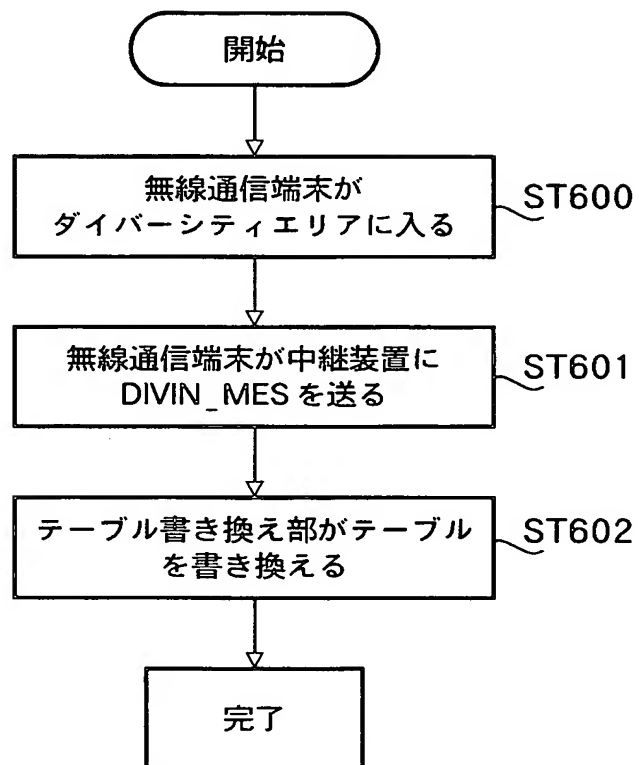 開始
無線通信端末が
ダイバーシティエリアに入る
ST600
無線通信端末が中継装置に
DIVIN_MES を送る
ST601
テーブル書き換え部がテーブル
を書き換える
ST602
完了